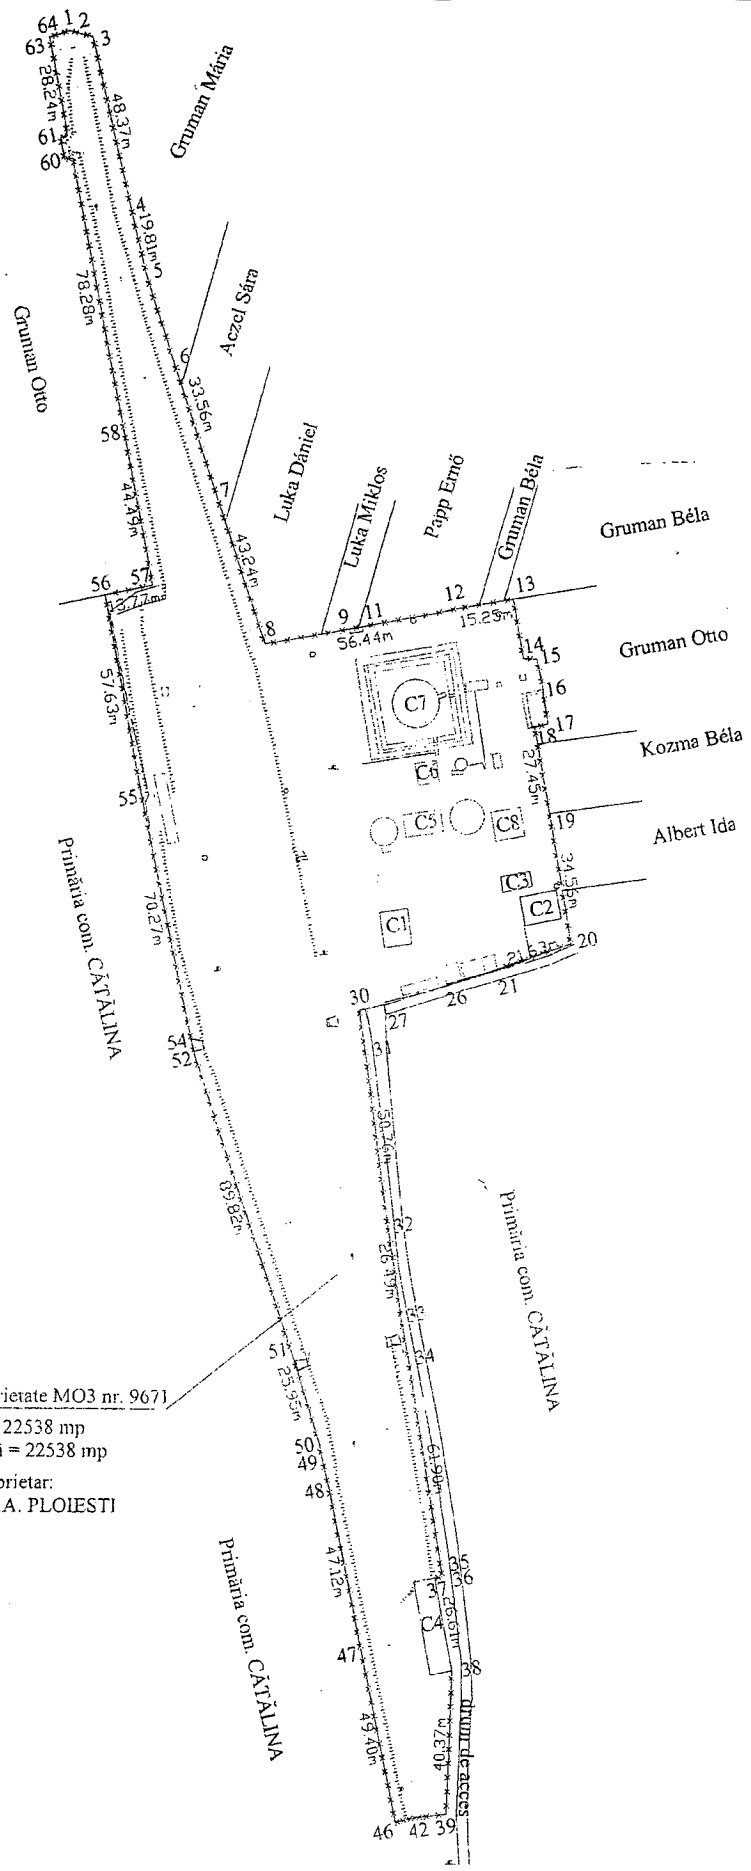 64 1 2
63 3
28.24m
48.37m
Gruman Mária
61
60
4
19.81m
5
78.28m
Gruman Otto
Aczel Sára
6
33.56m
58
7
Luka Dániel
44.49m
43.24m
Luka Miklos
Papp Ernő
Gruman Béla
Gruman Béla
56 57
8 9 11 12 13
56.44m
15.25m
14
15
Gruman Otto
57.63m
16
C7
17
18
Kozma Béla
27.45m
C6
55
C5
C8
19
Albert Ida
34.56m
Primăria com. CĂTĂLINA
70.27m
C3
C2
C1
20
21.53m
21
26
27
30
31
54
52
50.76m
89.82m
32
26.49m
Primăria com. CĂTĂLINA
33
34
51
25.95m
rietate MO3 nr. 9671
22538 mp
= 22538 mp
prietar:
.A. PLOIESTI
50
49
48
61.90m
47.12m
Primăria com. CĂTĂLINA
35
36
37
26.61m
C4
47
38
49.40m
40.37m
drum de acces
46 42 39